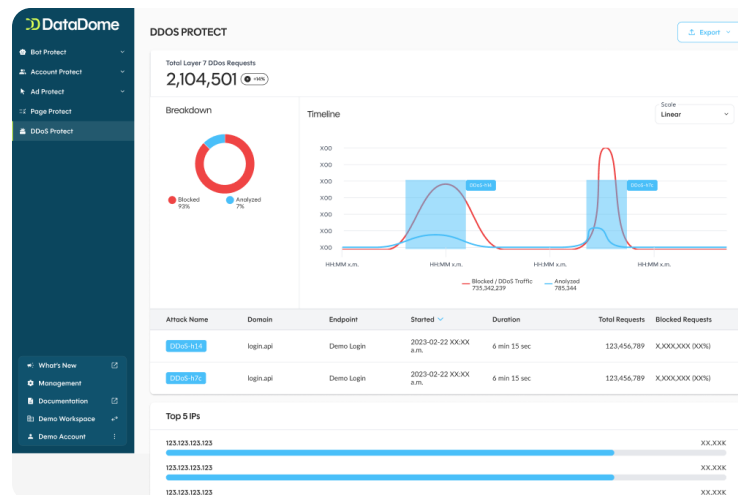 DataDome
Bot Protect
Account Protect
Ad Protect
Page Protect
DDoS Protect
What's New
Management
Documentation
Demo Workspace
Demo Account
DDOS PROTECT
Export
Total Layer 7 DDos Requests
2,104,501 +14%
Breakdown
Blocked
93%
Analyzed
7%
Timeline
Scale
Linear
X00
X00
X00
X00
X00
X00
X00
X00
X00
DDoS-h14
DDoS-h7c
HH:MM x.m. HH:MM x.m. HH:MM x.m. HH:MM x.m.
Blocked / DDoS Traffic
735,342,239
Analyzed
785.344
Attack Name Domain Endpoint Started Duration Total Requests Blocked Requests
DDoS-h14 login.api Demo Login 2023-02-22 XX:XX a.m. 6 min 15 sec 123,456,789 X,XXX,XXX (XX%)
DDoS-h7c login.api Demo Login 2023-02-22 XX:XX a.m. 6 min 15 sec 123,456,789 X,XXX,XXX (XX%)
Top 5 IPs
123.123.123.123 XX.XXK
123.123.123.123 XX.XXK
123.123.123.123 XX.XXK